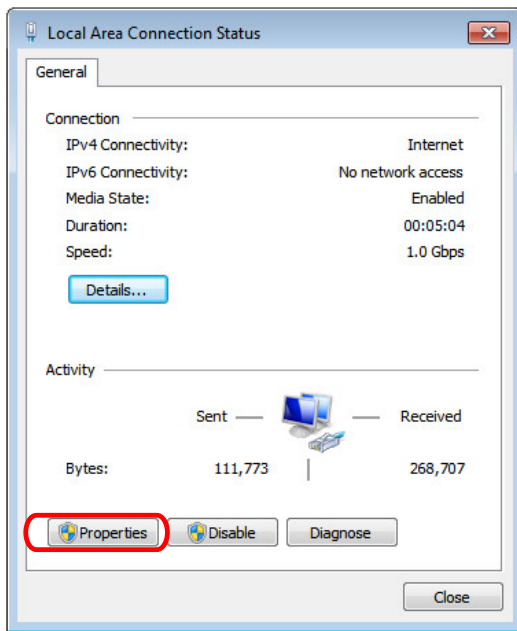 Local Area Connection Status
General
Connection
IPv4 Connectivity: Internet
IPv6 Connectivity: No network access
Media State: Enabled
Duration: 00:05:04
Speed: 1.0 Gbps
Details...
Activity
Sent Received
Bytes: 111,773 268,707
Properties Disable Diagnose
Close